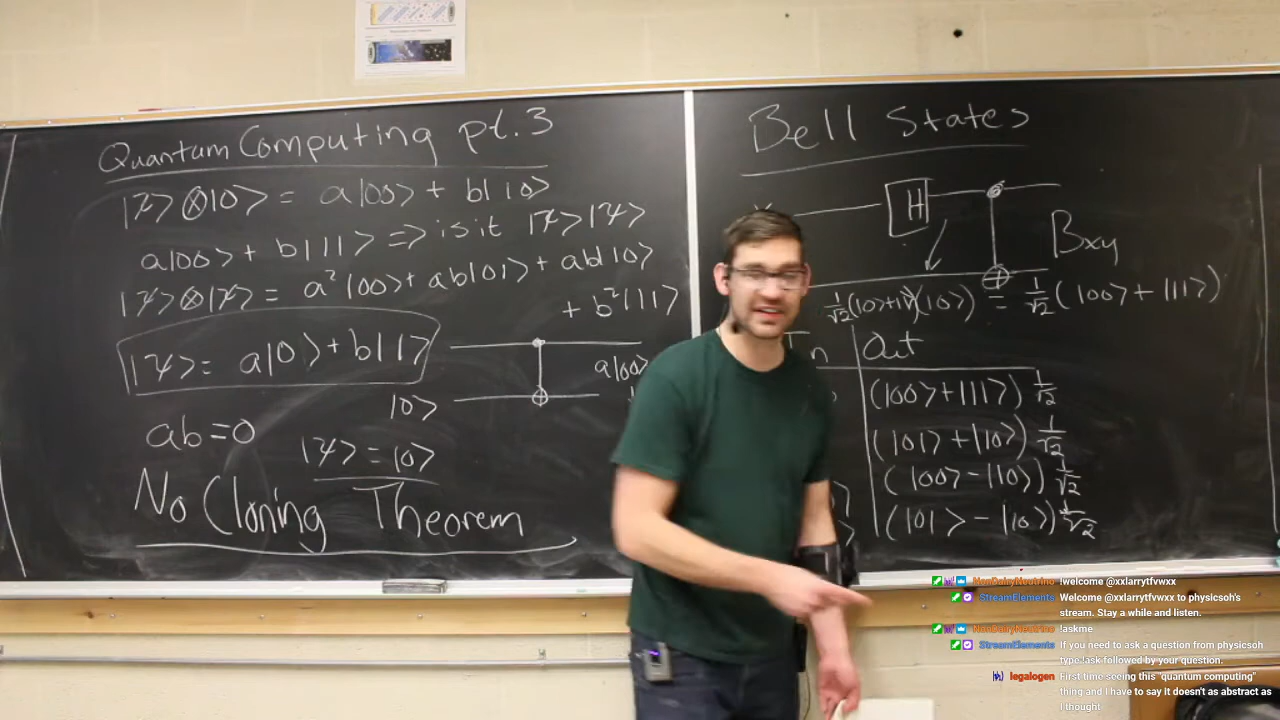 Quantum Computing pt.3
|ψ>⊗|0> = a|00> + b|10>
a|00> + b|11> => is it |ψ>|ψ>
|ψ>⊗|ψ> = a²|00> + ab|01> + ab|10>
+ b²|11>
|ψ> = a|0> + b|1>
a|00>
|0>
ab=0
|ψ> = |0>
No Cloning Theorem
Bell States
H
Bxy
1/√2(|0>+|1>)(|0>) = 1/√2(|00> + |11>)
In Out
(|00>+|11>) 1/√2
(|01> + |10>) 1/√2
(|00> - |10>) 1/√2
(|01> - |10>) 1/√2
NonDairyNeutrino !welcome @xxlarrytfvwxx
StreamElements Welcome @xxlarrytfvwxx to physicsoh's
stream. Stay a while and listen.
NonDairyNeutrino !askme
StreamElements If you need to ask a question from physicsoh
type !ask followed by your question.
legalogen First time seeing this "quantum computing"
thing and I have to say it doesn't as abstract as
I thought